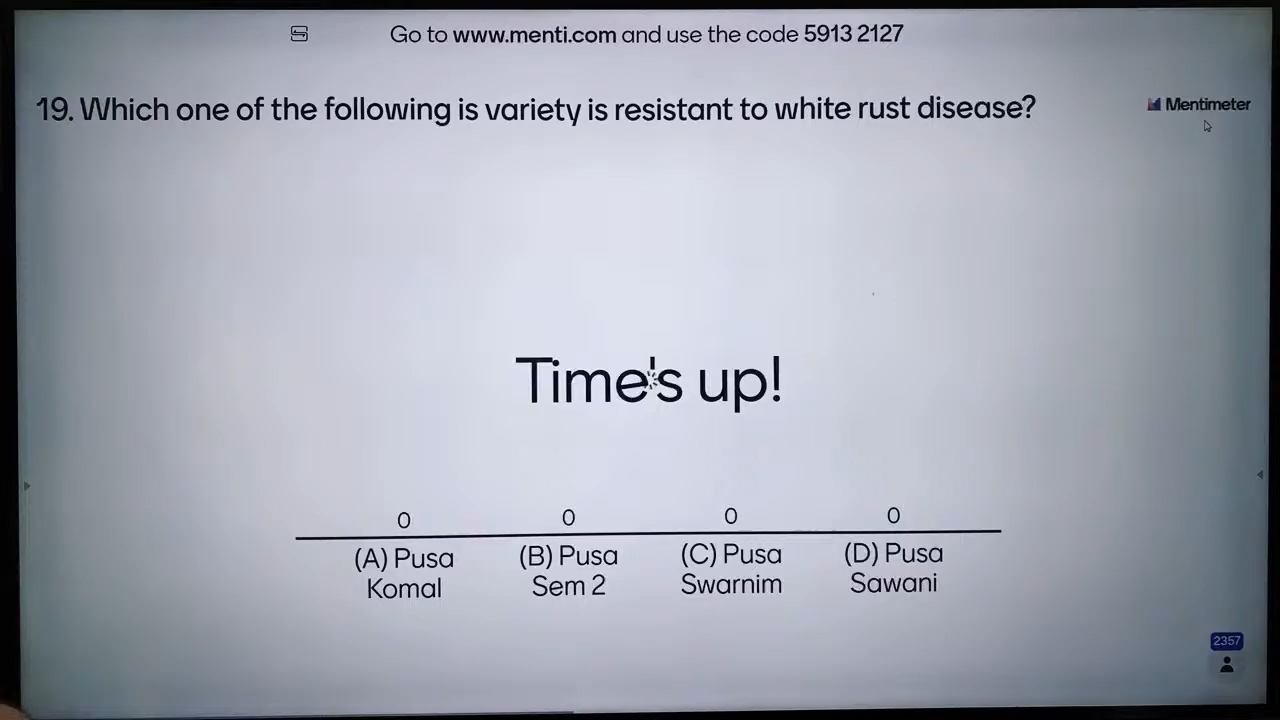 Go to www.menti.com and use the code 5913 2127
19. Which one of the following is variety is resistant to white rust disease?
Mentimeter
Time's up!
0 0 0 0
(A) Pusa Komal
(B) Pusa Sem 2
(C) Pusa Swarnim
(D) Pusa Sawani
2357